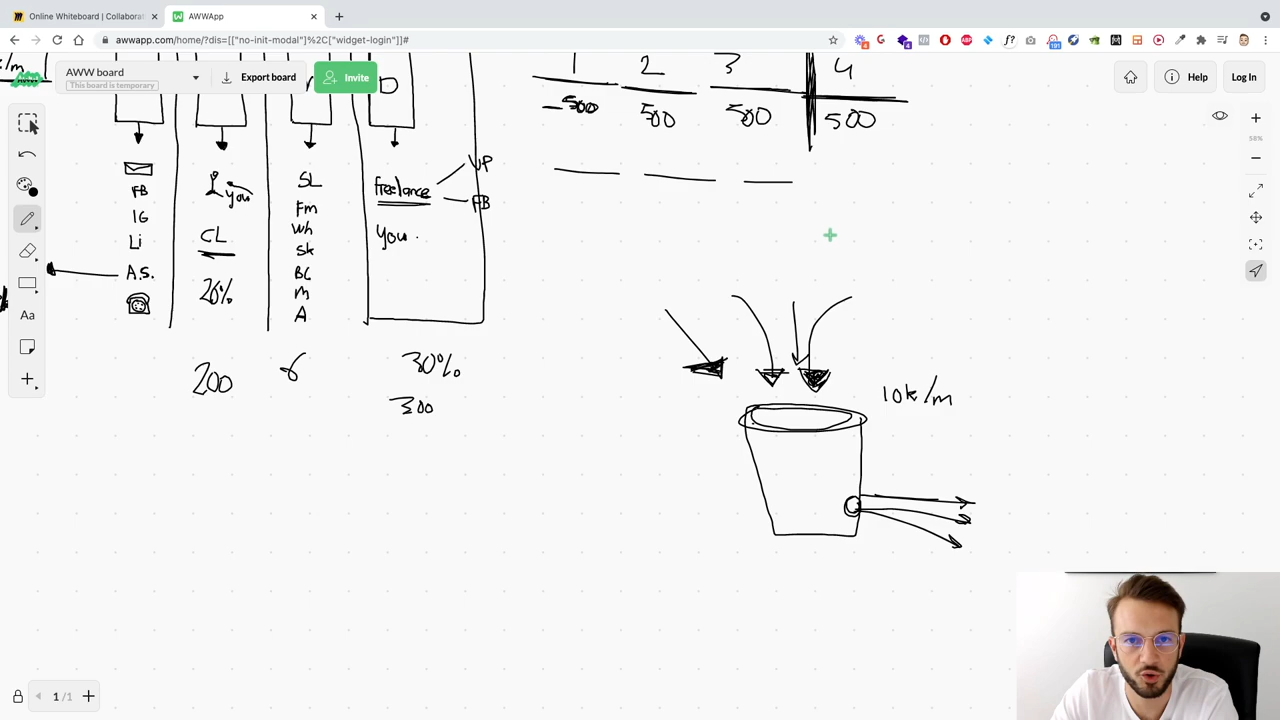 Online Whiteboard | Collabora
AWWApp
awwapp.com/home/?dis=[["no-init-modal"]%2C["widget-login"]]#
AWW board
This board is temporary
Export board
Invite
Help
Log In
1 2 3 4
500 500 500 500
FB
IG
Li
A.S.
you
CL
20%
SL
Fm
Wh
Sk
BC
M
A
freelance
UP
FB
you
200
30%
300
10k/m
Aa
1 / 1